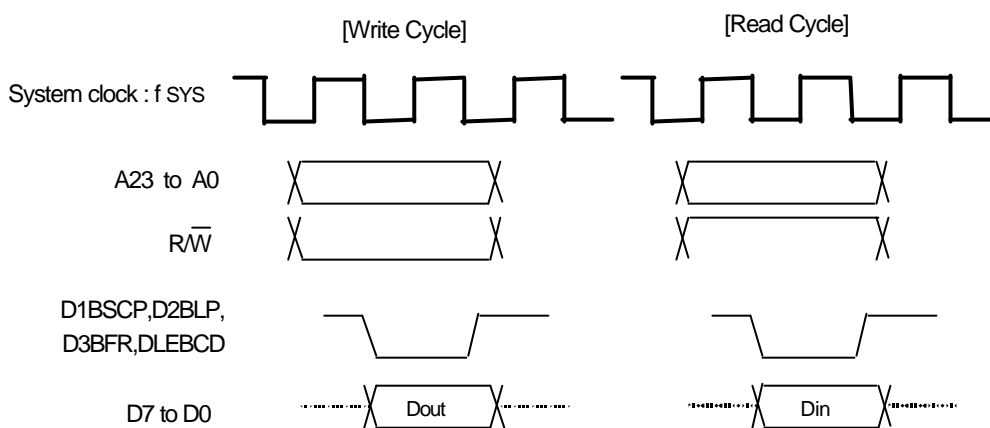 [Write Cycle]
[Read Cycle]
System clock : f SYS
A23 to A0
R/W̅
D1BSCP,D2BLP,
D3BFR,DLEBCD
D7 to D0
Dout
Din